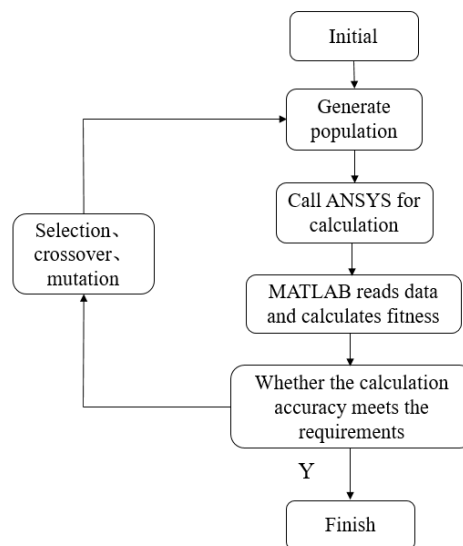 Initial
Generate
population
Call ANSYS for
calculation
Selection、
crossover、
mutation
MATLAB reads data
and calculates fitness
Whether the calculation
accuracy meets the
requirements
Y
Finish